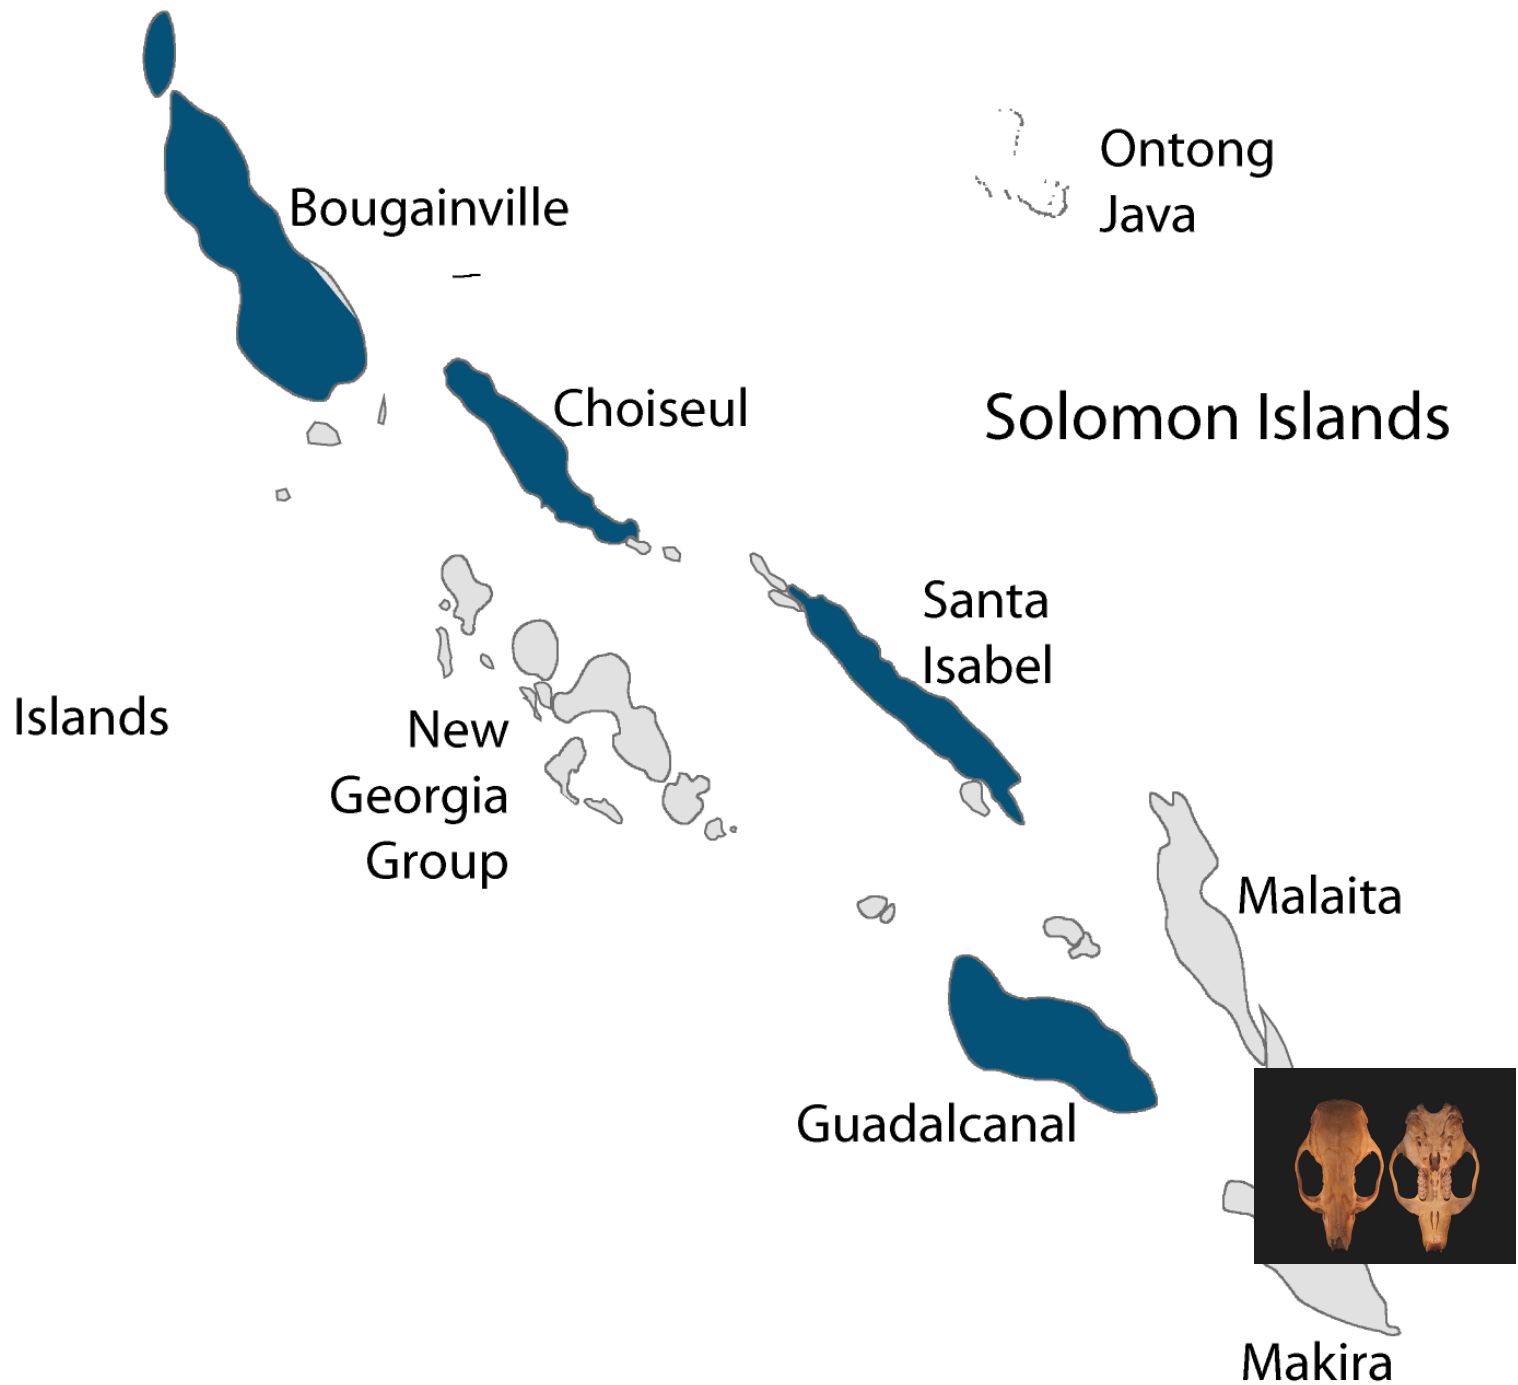 Ontong
Java
Bougainville
Choiseul
Solomon Islands
Santa
Isabel
Islands
New
Georgia
Group
Malaita
Guadalcanal
Makira